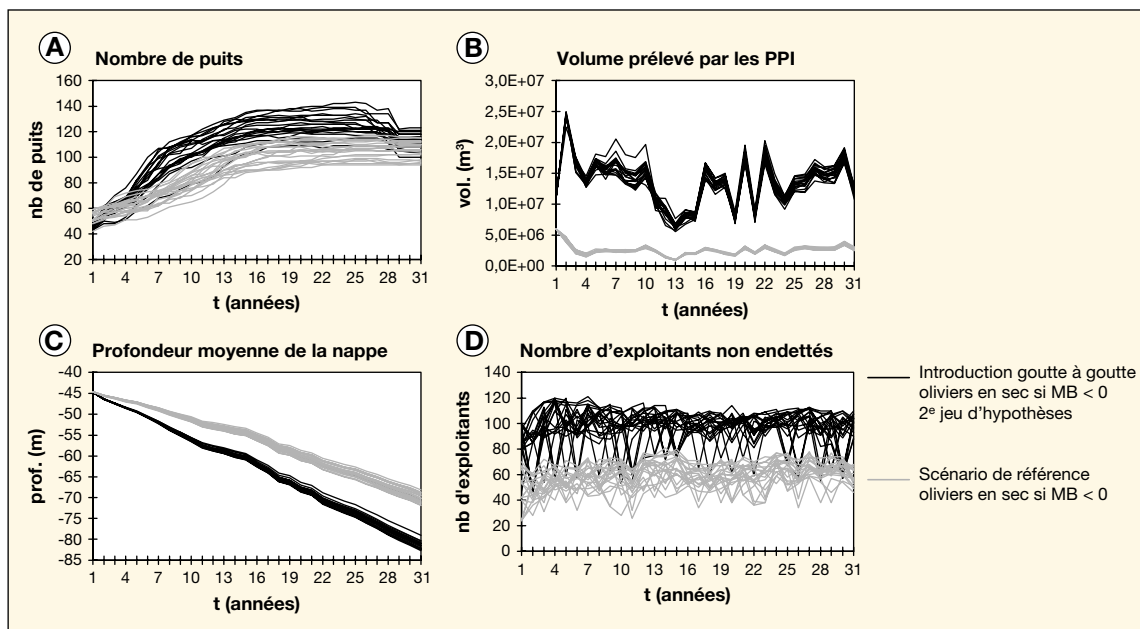 A Nombre de puits
160
140
120
100
80
60
40
20
nb de puits
1 4 7 10 13 16 19 22 25 28 31
t (années)
B Volume prélevé par les PPI
3,0E+07
2,5E+07
2,0E+07
1,5E+07
1,0E+07
5,0E+06
0,0E+00
vol. (m³)
1 4 7 10 13 16 19 22 25 28 31
t (années)
C Profondeur moyenne de la nappe
-40
-45
-50
-55
-60
-65
-70
-75
-80
-85
prof. (m)
1 4 7 10 13 16 19 22 25 28 31
t (années)
D Nombre d'exploitants non endettés
140
120
100
80
60
40
20
0
nb d'exploitants
1 4 7 10 13 16 19 22 25 28 31
t (années)
Introduction goutte à goutte
oliviers en sec si MB < 0
2e jeu d'hypothèses
Scénario de référence
oliviers en sec si MB < 0